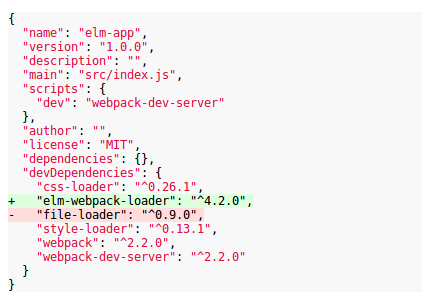 {
  "name": "elm-app",
  "version": "1.0.0",
  "description": "",
  "main": "src/index.js",
  "scripts": {
    "dev": "webpack-dev-server"
  },
  "author": "",
  "license": "MIT",
  "dependencies": {},
  "devDependencies": {
    "css-loader": "^0.26.1",
+   "elm-webpack-loader": "^4.2.0",
-   "file-loader": "^0.9.0",
    "style-loader": "^0.13.1",
    "webpack": "^2.2.0",
    "webpack-dev-server": "^2.2.0"
  }
}